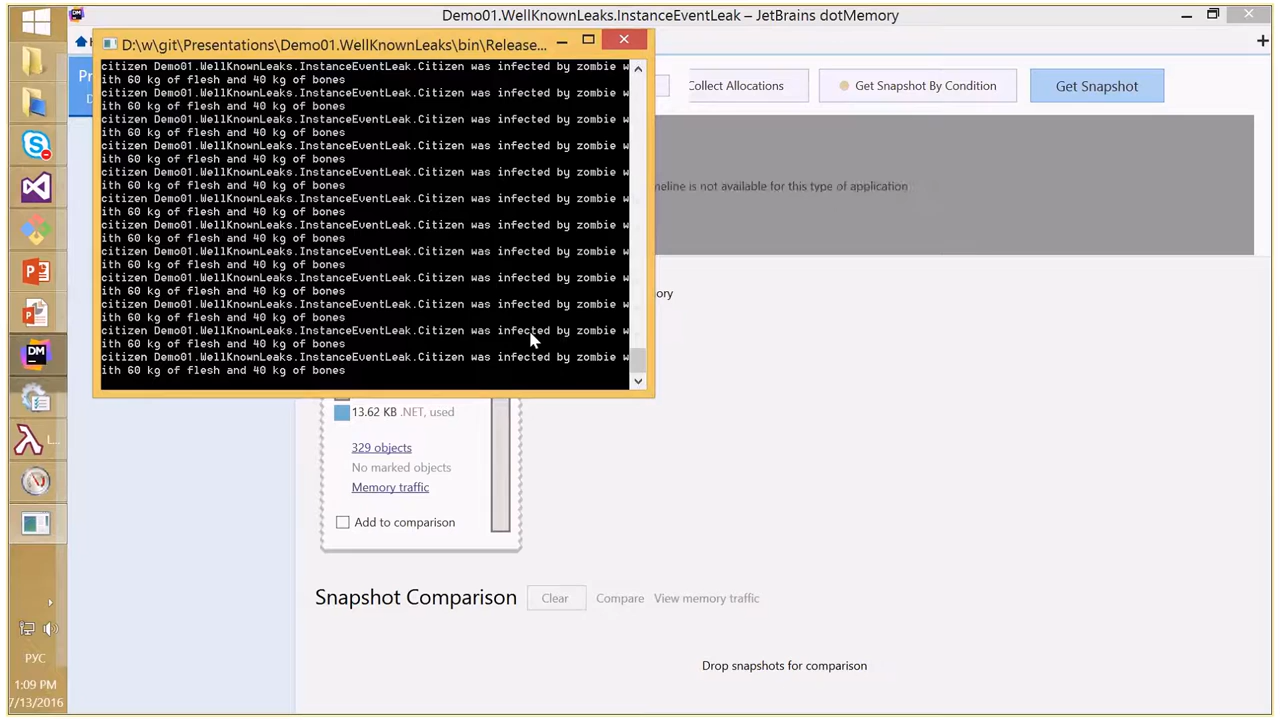 Demo01.WellKnownLeaks.InstanceEventLeak – JetBrains dotMemory
D:\w\git\Presentations\Demo01.WellKnownLeaks\bin\Release...
Collect Allocations
Get Snapshot By Condition
Get Snapshot
citizen Demo01.WellKnownLeaks.InstanceEventLeak.Citizen was infected by zombie w
ith 60 kg of flesh and 40 kg of bones
citizen Demo01.WellKnownLeaks.InstanceEventLeak.Citizen was infected by zombie w
ith 60 kg of flesh and 40 kg of bones
citizen Demo01.WellKnownLeaks.InstanceEventLeak.Citizen was infected by zombie w
ith 60 kg of flesh and 40 kg of bones
citizen Demo01.WellKnownLeaks.InstanceEventLeak.Citizen was infected by zombie w
ith 60 kg of flesh and 40 kg of bones
citizen Demo01.WellKnownLeaks.InstanceEventLeak.Citizen was infected by zombie w
ith 60 kg of flesh and 40 kg of bones
citizen Demo01.WellKnownLeaks.InstanceEventLeak.Citizen was infected by zombie w
ith 60 kg of flesh and 40 kg of bones
citizen Demo01.WellKnownLeaks.InstanceEventLeak.Citizen was infected by zombie w
ith 60 kg of flesh and 40 kg of bones
citizen Demo01.WellKnownLeaks.InstanceEventLeak.Citizen was infected by zombie w
ith 60 kg of flesh and 40 kg of bones
citizen Demo01.WellKnownLeaks.InstanceEventLeak.Citizen was infected by zombie w
ith 60 kg of flesh and 40 kg of bones
citizen Demo01.WellKnownLeaks.InstanceEventLeak.Citizen was infected by zombie w
ith 60 kg of flesh and 40 kg of bones
citizen Demo01.WellKnownLeaks.InstanceEventLeak.Citizen was infected by zombie w
ith 60 kg of flesh and 40 kg of bones
citizen Demo01.WellKnownLeaks.InstanceEventLeak.Citizen was infected by zombie w
ith 60 kg of flesh and 40 kg of bones
meline is not available for this type of application
13.62 KB .NET, used
329 objects
No marked objects
Memory traffic
Add to comparison
Snapshot Comparison
Clear
Compare
View memory traffic
Drop snapshots for comparison
РУС
1:09 PM
7/13/2016